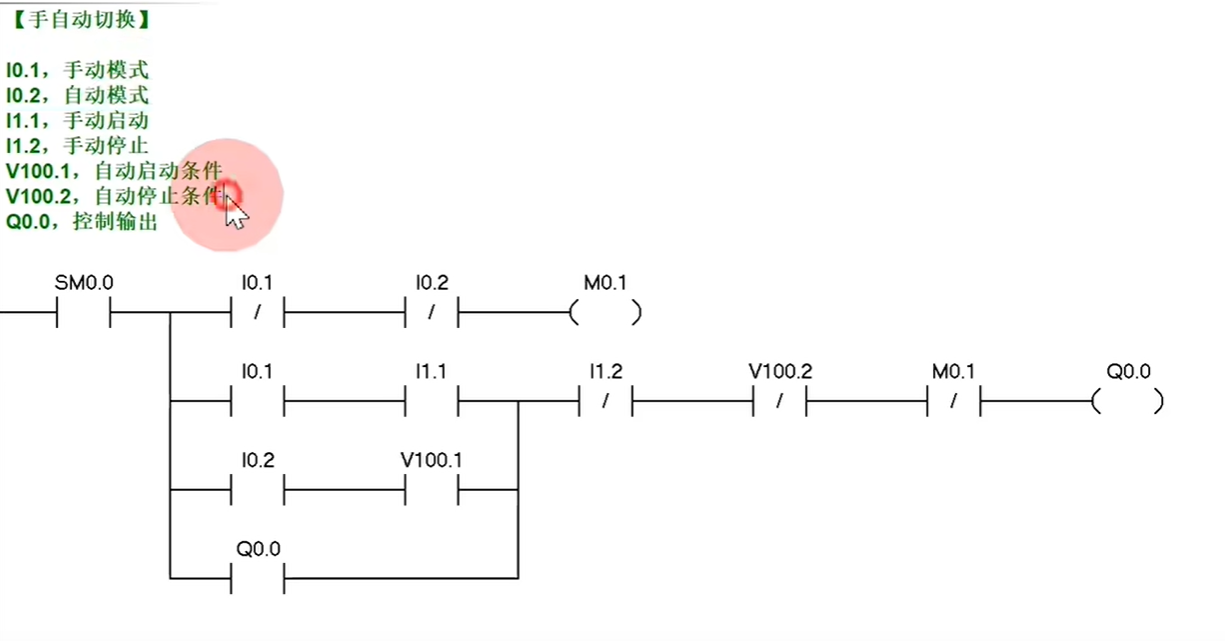 【手自动切换】
I0.1，手动模式
I0.2，自动模式
I1.1，手动启动
I1.2，手动停止
V100.1，自动启动条件
V100.2，自动停止条件
Q0.0，控制输出
SM0.0 I0.1 I0.2 M0.1
I0.1 I1.1 I1.2 V100.2 M0.1 Q0.0
I0.2 V100.1
Q0.0